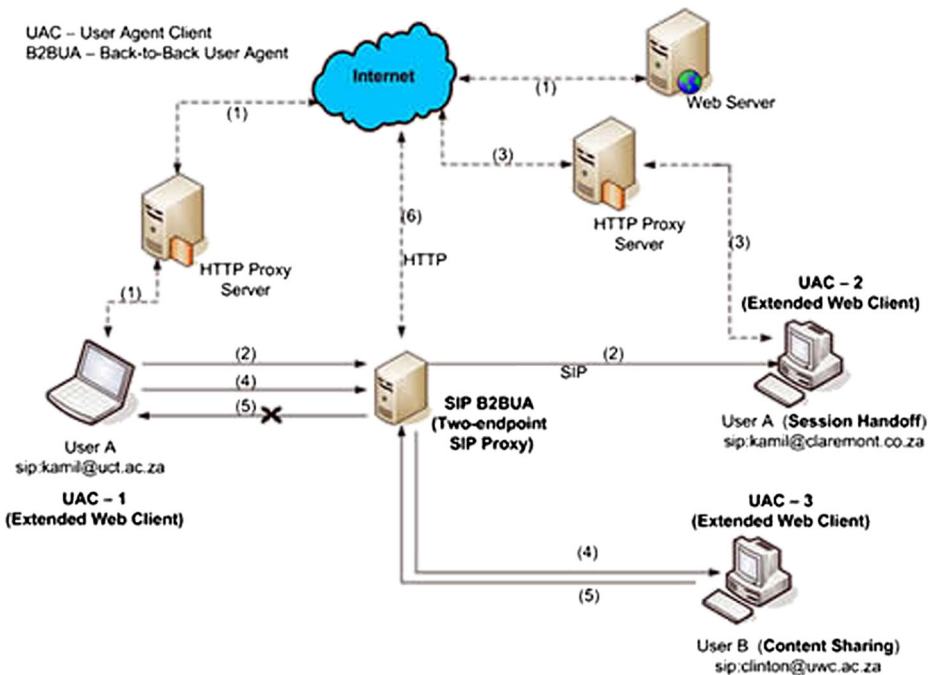 UAC – User Agent Client
B2BUA – Back-to-Back User Agent
Internet
(1)
Web Server
(1)
(3)
HTTP Proxy
Server
(6)
HTTP
(3)
HTTP Proxy
Server
(1)
UAC – 2
(Extended Web Client)
(2)
(2)
SIP
(4)
(5)
SIP B2BUA
(Two-endpoint
SIP Proxy)
User A
sip:kamil@uct.ac.za
UAC – 1
(Extended Web Client)
User A (Session Handoff)
sip:kamil@claremont.co.za
UAC – 3
(Extended Web Client)
(4)
(5)
User B (Content Sharing)
sip:clinton@uwc.ac.za